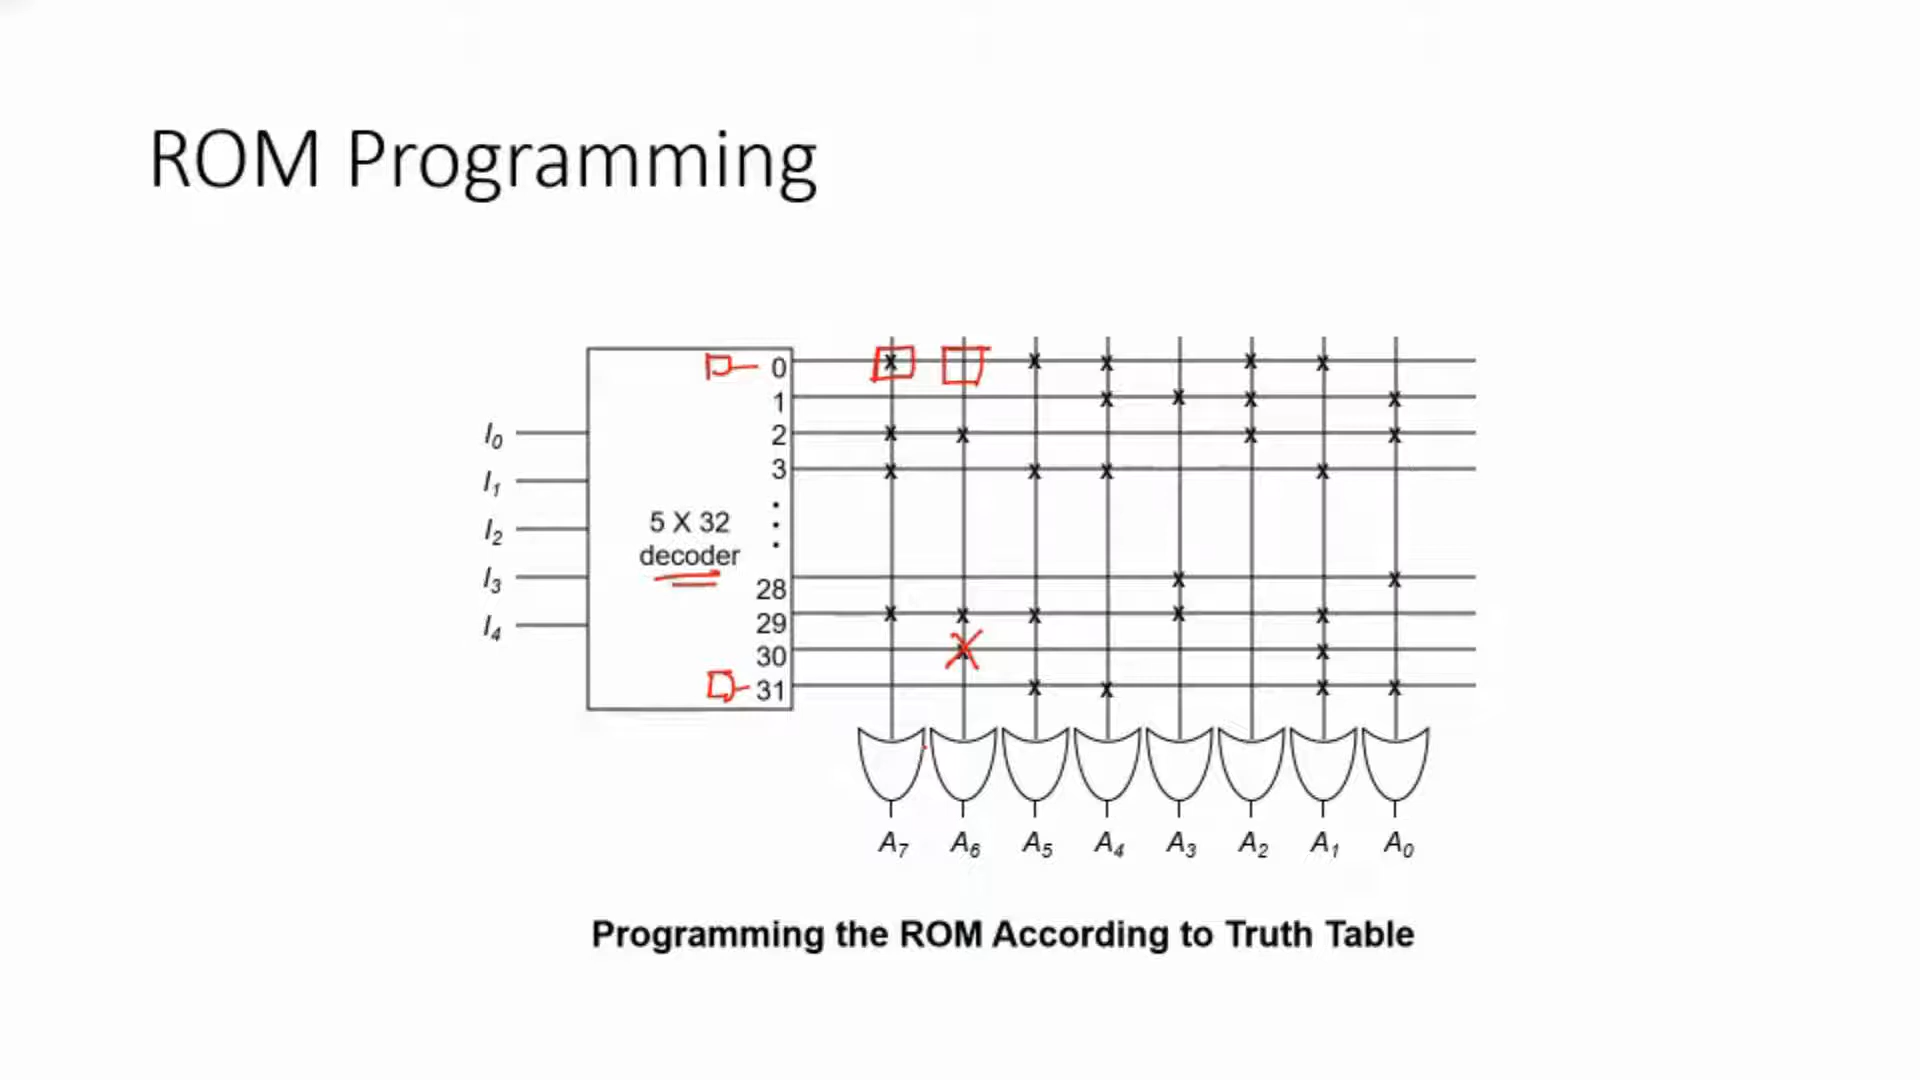 ROM Programming
0
1
I₀ 2
I₁ 3
I₂ 5 X 32
decoder
I₃ 28
I₄ 29
30
31
A₇ A₆ A₅ A₄ A₃ A₂ A₁ A₀
Programming the ROM According to Truth Table